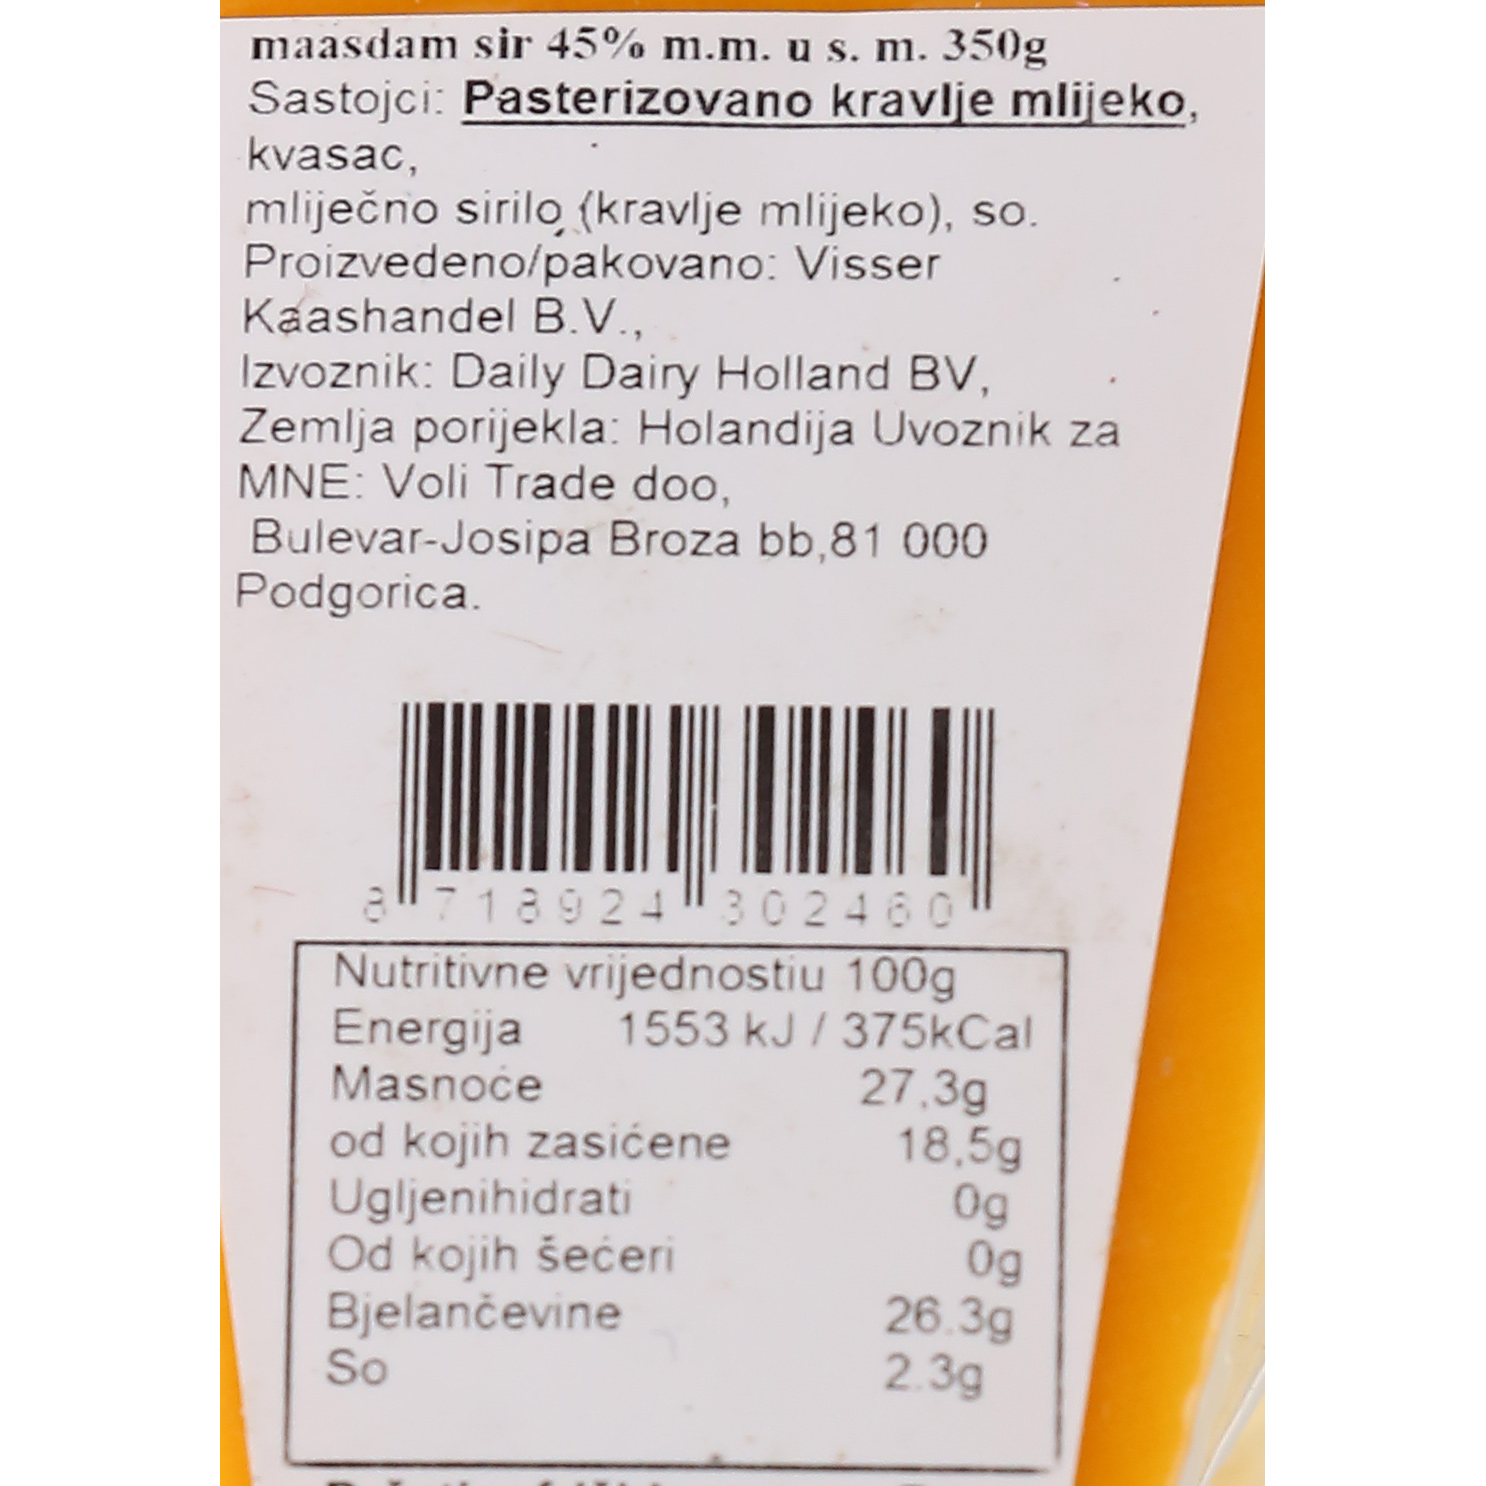 maasdam sir 45% m.m. u s. m. 350g
Sastojci: Pasterizovano kravlje mlijeko,
kvasac,
mliječno sirilo (kravlje mlijeko), so.
Proizvedeno/pakovano: Visser
Kaashandel B.V.,
Izvoznik: Daily Dairy Holland BV,
Zemlja porijekla: Holandija Uvoznik za
MNE: Voli Trade doo,
Bulevar-Josipa Broza bb,81 000
Podgorica.
8 718924 302460
Nutritivne vrijednostiu 100g
Energija 1553 kJ / 375kCal
Masnoće 27,3g
od kojih zasićene 18,5g
Ugljenihidrati 0g
Od kojih šećeri 0g
Bjelančevine 26.3g
So 2.3g